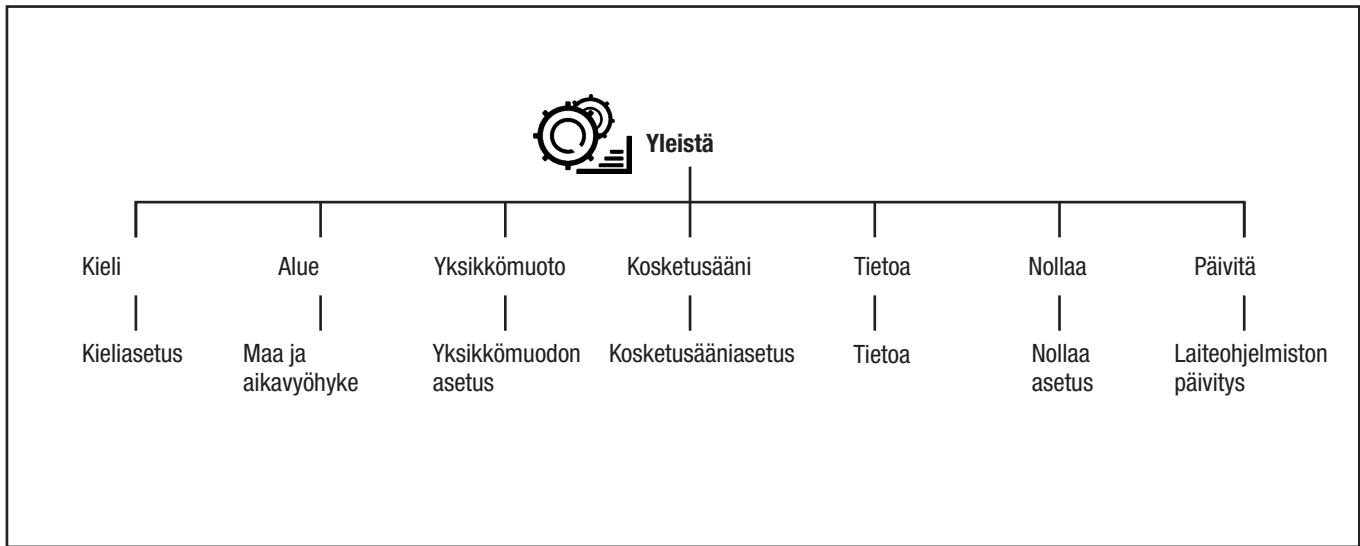 Yleistä
Kieli
Alue
Yksikkömuoto
Kosketusääni
Tietoa
Nollaa
Päivitä
Kieliasetus
Maa ja
aikavyöhyke
Yksikkömuodon
asetus
Kosketusääniasetus
Tietoa
Nollaa
asetus
Laiteohjelmiston
päivitys